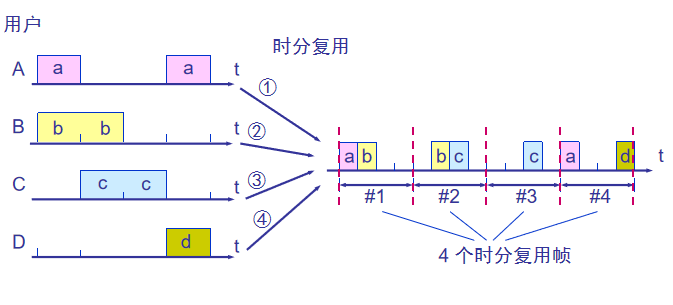 用户
时分复用
A a a t
①
B b b t
②
C c c t
③
D d t
④
a b b c c a d t
#1 #2 #3 #4
4 个时分复用帧